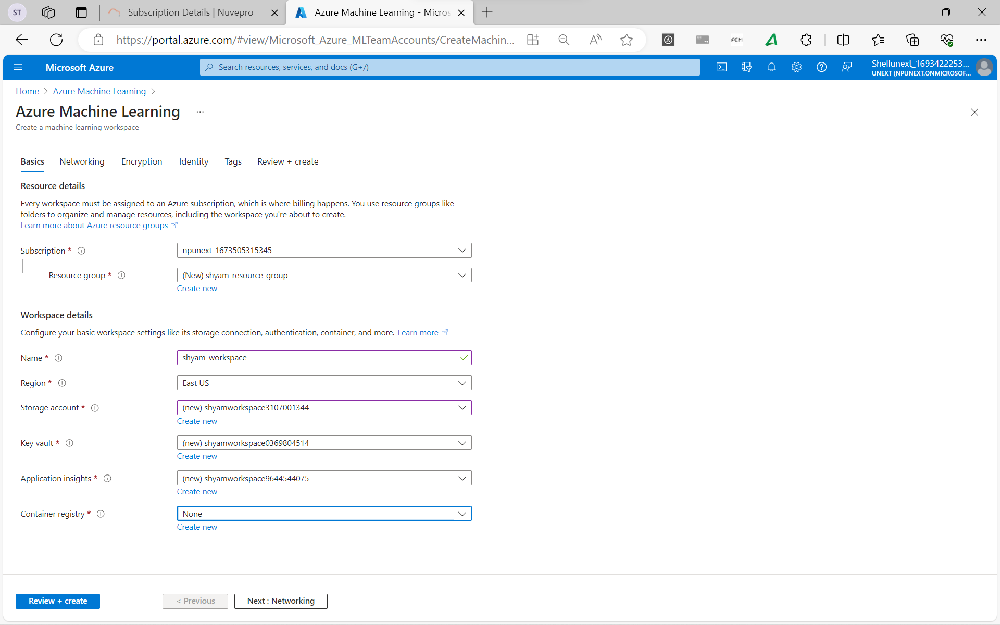 ST
Subscription Details | Nuvepro
Azure Machine Learning - Micros
https://portal.azure.com/#view/Microsoft_Azure_MLTeamAccounts/CreateMachin...
FCM
Microsoft Azure
Search resources, services, and docs (G+/)
Shellunext_1693422253...
UNEXT (NPUNEXT.ONMICROSOF...
Home > Azure Machine Learning >
Azure Machine Learning ...
Create a machine learning workspace
Basics Networking Encryption Identity Tags Review + create
Resource details
Every workspace must be assigned to an Azure subscription, which is where billing happens. You use resource groups like
folders to organize and manage resources, including the workspace you're about to create.
Learn more about Azure resource groups
Subscription * npunext-1673505315345
Resource group * (New) shyam-resource-group
Create new
Workspace details
Configure your basic workspace settings like its storage connection, authentication, container, and more. Learn more
Name * shyam-workspace
Region * East US
Storage account * (new) shyamworkspace3107001344
Create new
Key vault * (new) shyamworkspace0369804514
Create new
Application insights * (new) shyamworkspace9644544075
Create new
Container registry * None
Create new
Review + create < Previous Next : Networking